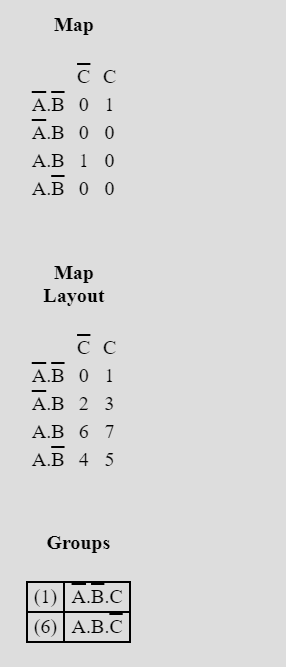 Map
C̅ C
A̅.B̅ 0 1
A̅.B 0 0
A.B 1 0
A.B̅ 0 0
Map
Layout
C̅ C
A̅.B̅ 0 1
A̅.B 2 3
A.B 6 7
A.B̅ 4 5
Groups
(1) A̅.B̅.C
(6) A.B.C̅